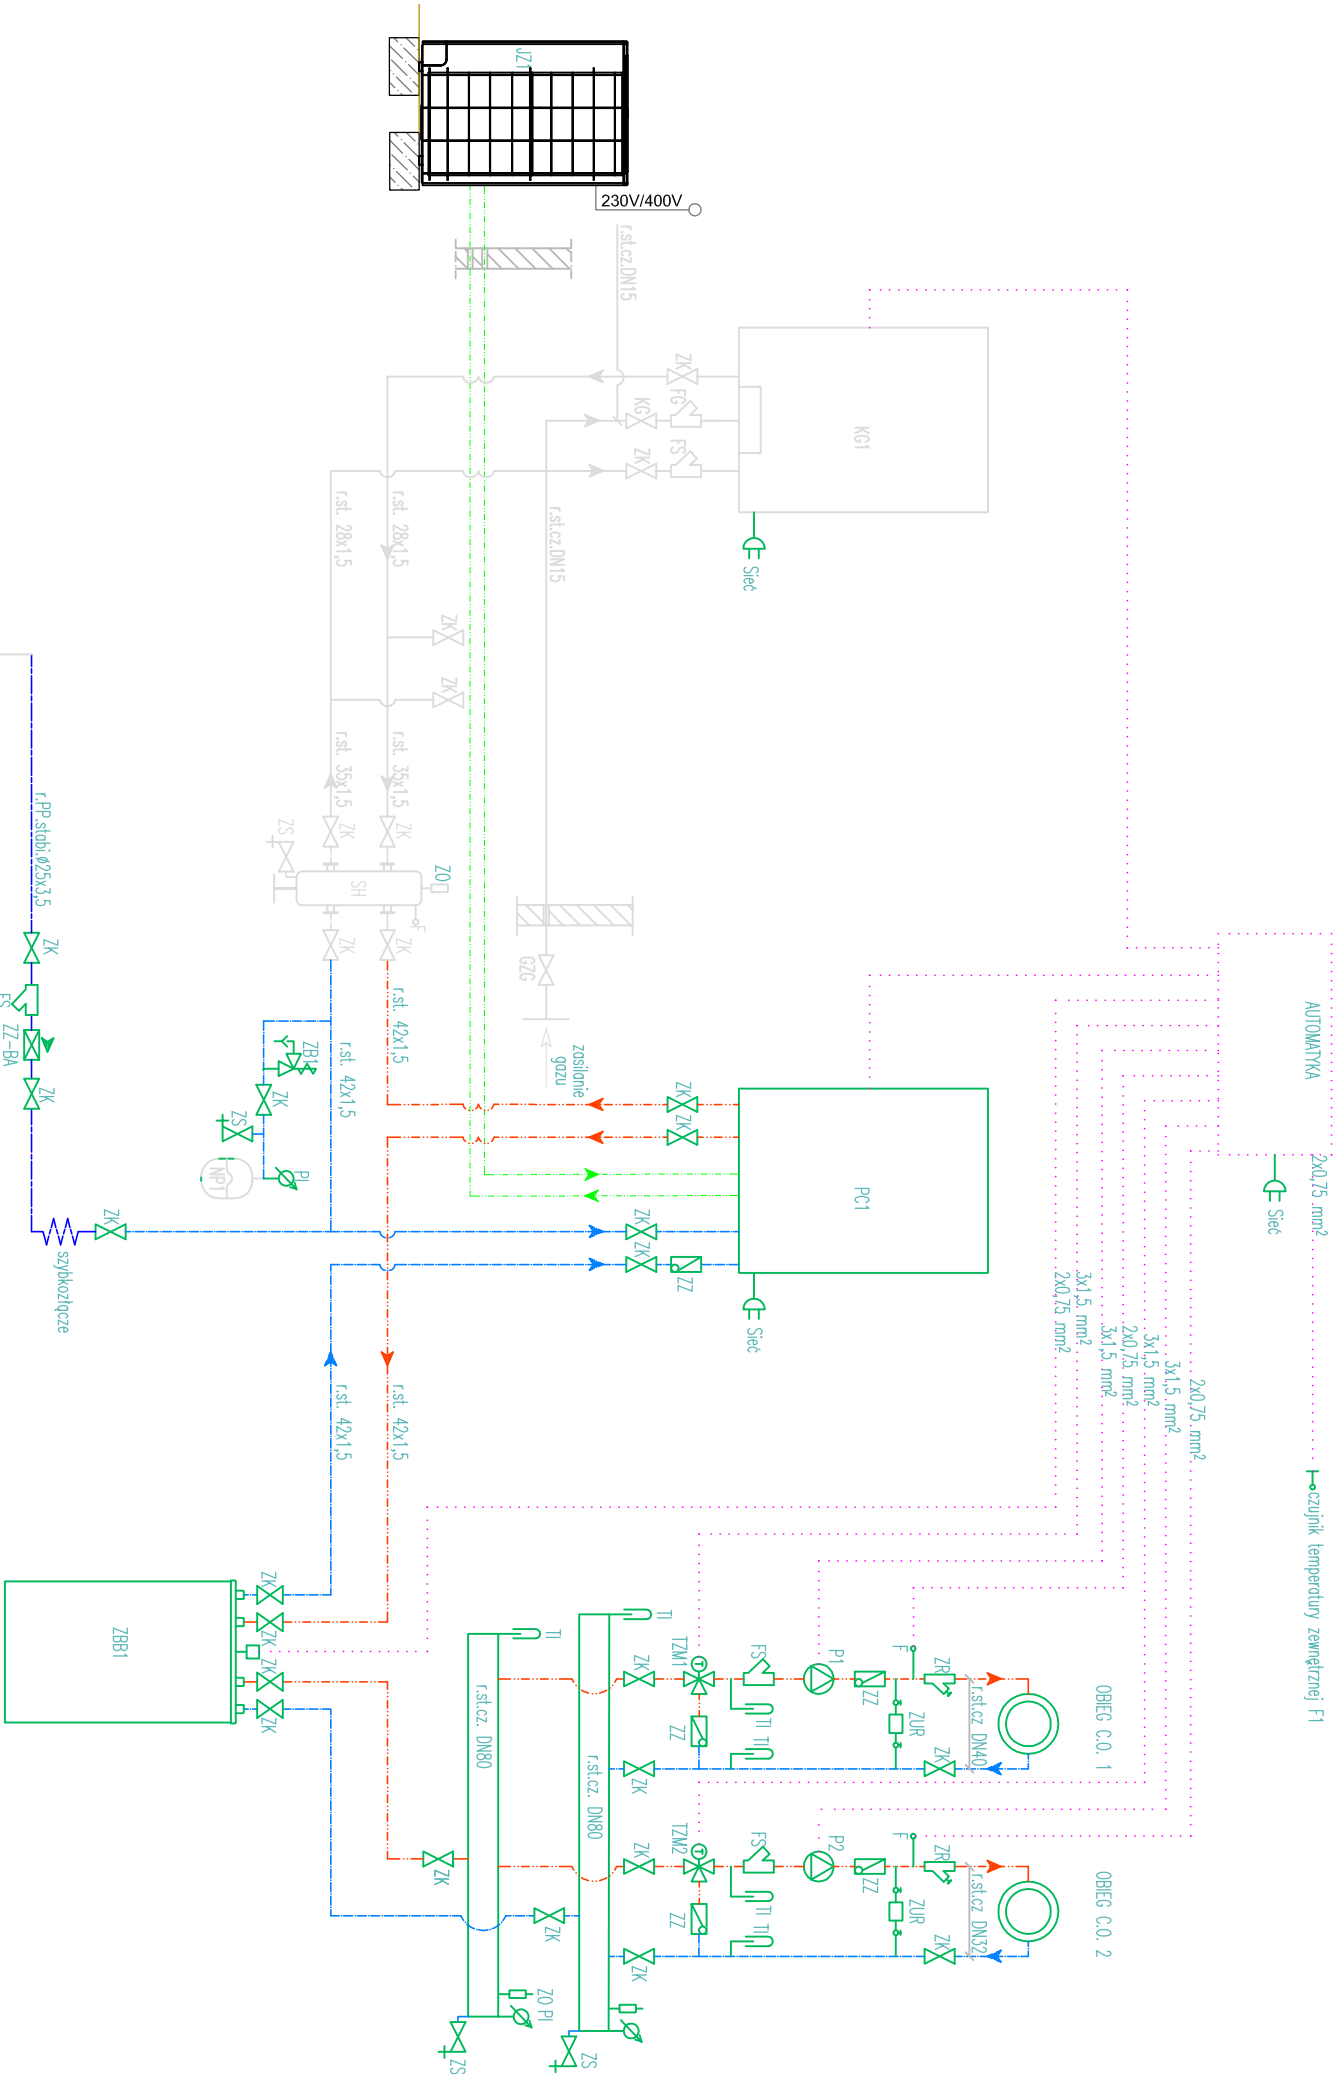 JZ1
230V/400V
r.st.cz.DN15
ZK
FG
KG
FS
ZK
KG1
Sieć
r.st. 28x1,5
r.st. 28x1,5
r.st.cz.DN15
ZK
ZK
r.st. 35x1,5
r.st. 35x1,5
r.PP.stabi.ø25x3,5
ZS
ZK
ZK
ZO
SH
F
ZK
ZK
GZG
zasilanie
gazu
ZK
FS
ZZ-BA
ZK
r.st. 42x1,5
r.st. 42x1,5
ZB1
ZK
ZS
PI
NP1
ZK
szybkozłącze
ZK
ZK
PC1
ZK
ZK
ZZ
Sieć
AUTOMATYKA
Sieć
2x0,75 mm²
2x0,75 mm²
3x1,5 mm²
3x1,5 mm²
2x0,75 mm²
3x1,5 mm²
3x1,5 mm²
2x0,75 mm²
czujnik temperatury zewnętrznej F1
r.st. 42x1,5
r.st. 42x1,5
ZBB1
ZK
ZK
ZK
ZK
TI
TI
r.st.cz. DN80
r.st.cz. DN80
ZK
TZM1
FS
P1
ZZ
F
ZR
ZUR
r.st.cz DN40
OBIEG C.O. 1
ZZ
TI
TI
ZK
ZK
ZK
TZM2
FS
P2
ZZ
F
ZR
ZUR
r.st.cz DN32
OBIEG C.O. 2
ZZ
TI
TI
ZK
ZK
ZK
ZK
ZO
PI
ZS
ZS